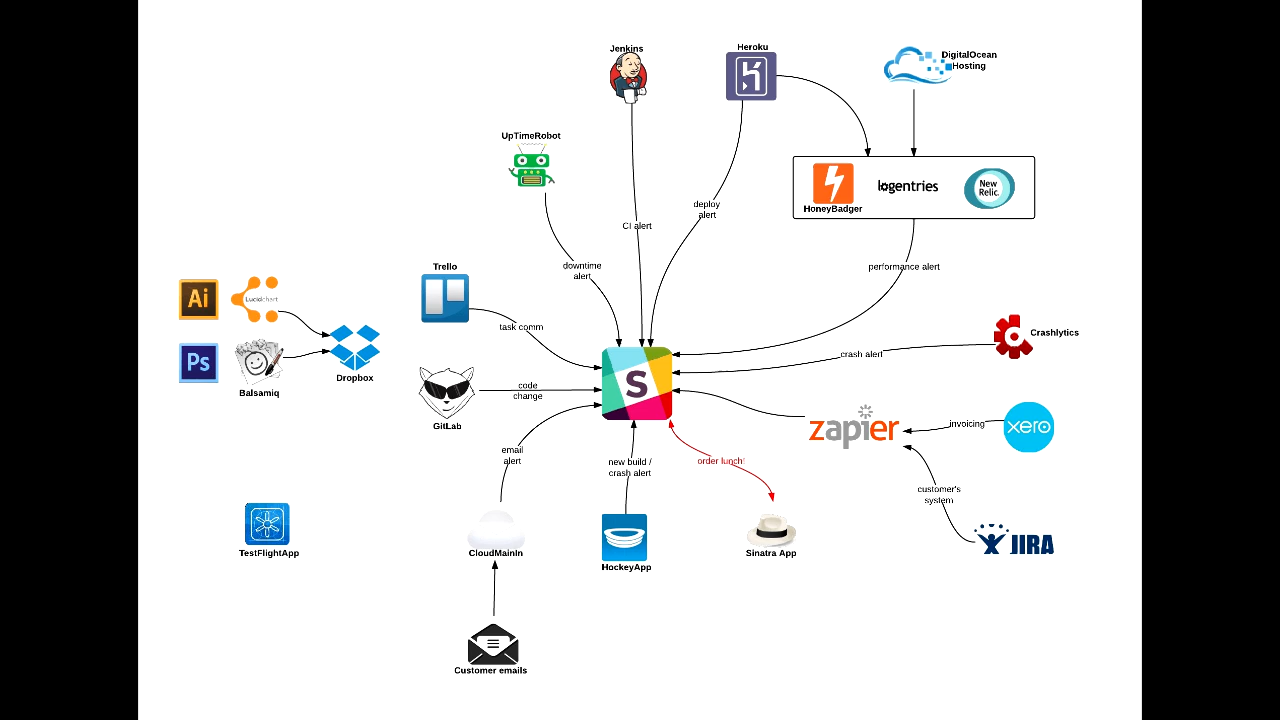 Jenkins
Heroku
DigitalOcean
Hosting
UpTimeRobot
HoneyBadger
logentries
New
Relic.
deploy
alert
CI alert
downtime
alert
performance alert
Trello
Ai
Lucidchart
task comm
Crashlytics
crash alert
Ps
Balsamiq
Dropbox
S
code
change
GitLab
zapier
invoicing
xero
email
alert
new build /
crash alert
order lunch!
customer's
system
TestFlightApp
CloudMainIn
HockeyApp
Sinatra App
JIRA
Customer emails